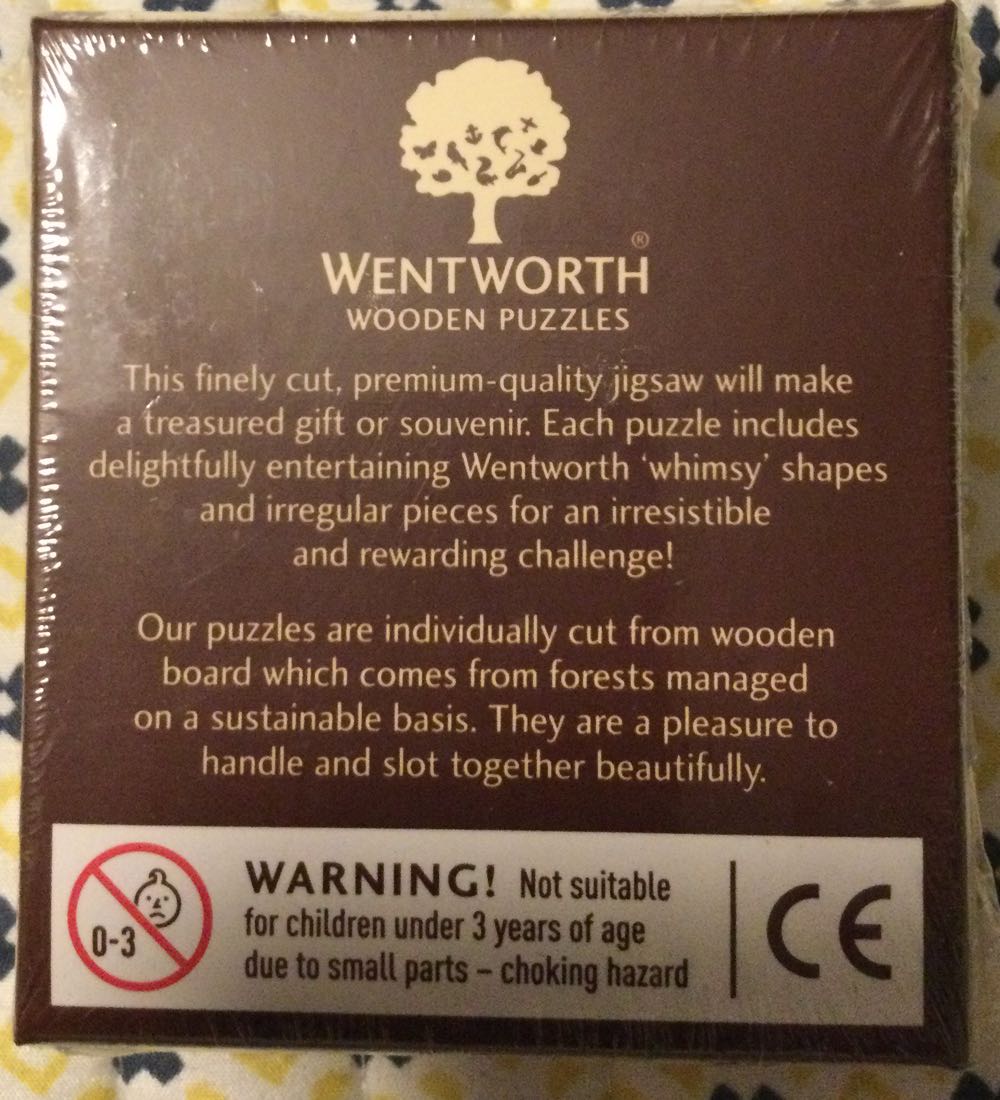 WENTWORTH®
WOODEN PUZZLES
This finely cut, premium-quality jigsaw will make
a treasured gift or souvenir. Each puzzle includes
delightfully entertaining Wentworth ‘whimsy’ shapes
and irregular pieces for an irresistible
and rewarding challenge!
Our puzzles are individually cut from wooden
board which comes from forests managed
on a sustainable basis. They are a pleasure to
handle and slot together beautifully.
0-3
WARNING! Not suitable
for children under 3 years of age
due to small parts – choking hazard
CE